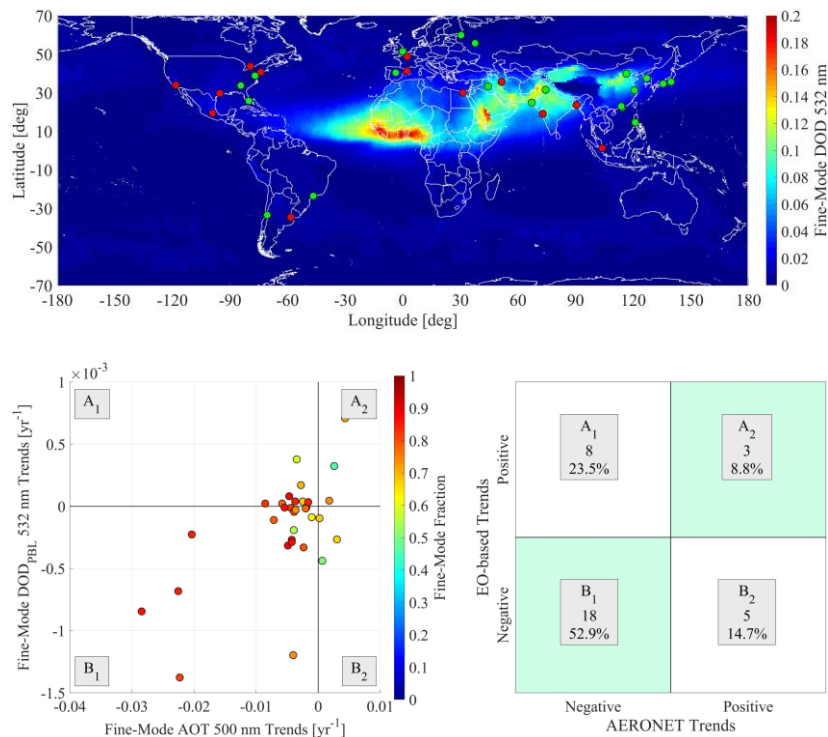 70
50
30
10
-10
-30
-50
-70
Latitude [deg]
-180 -150 -120 -90 -60 -30 0 30 60 90 120 150 180
Longitude [deg]
0.2
0.18
0.16
0.14
0.12
0.1
0.08
0.06
0.04
0.02
0
Fine-Mode DOD 532 nm
×10⁻³
1
0.5
0
-0.5
-1
-1.5
Fine-Mode DOD_PBL 532 nm Trends [yr⁻¹]
A₁
A₂
B₁
B₂
-0.04 -0.03 -0.02 -0.01 0 0.01
Fine-Mode AOT 500 nm Trends [yr⁻¹]
1
0.9
0.8
0.7
0.6
0.5
0.4
0.3
0.2
0.1
0
Fine-Mode Fraction
EO-based Trends
Positive
Negative
A₁
8
23.5%
A₂
3
8.8%
B₁
18
52.9%
B₂
5
14.7%
Negative Positive
AERONET Trends